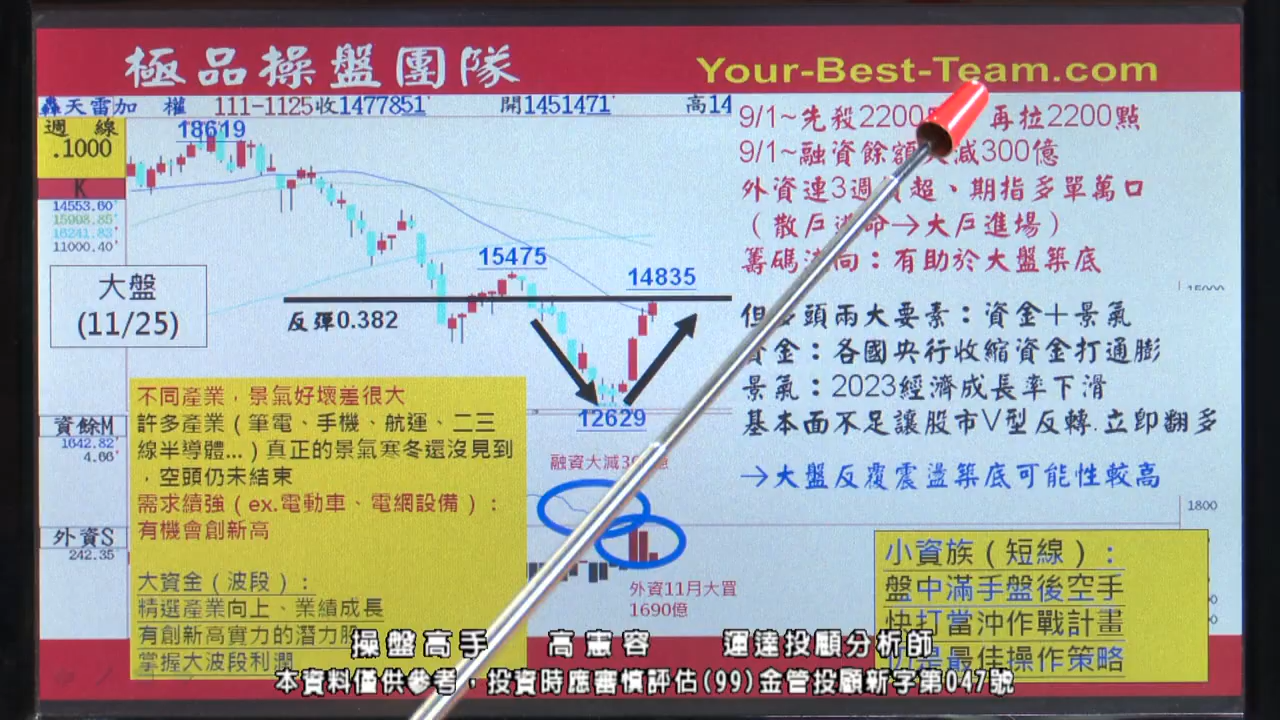 極品操盤團隊
Your-Best-Team.com
轟天雷加 權 111-1125收1477851 開1451471 高14
週 線
.1000
K
14553.60
15998.85
16241.83
11000.40
18619
15475
14835
12629
反彈0.382
大盤
(11/25)
9/1~先殺2200 再拉2200點
9/1~融資餘額 減300億
外資連3週 超、期指多單萬口
(散戶 命→大戶進場)
籌碼 向:有助於大盤築底
但 頭兩大要素:資金+景氣
資金:各國央行收縮資金打通膨
景氣:2023經濟成長率下滑
基本面不足讓股市V型反轉.立即翻多
→大盤反覆震盪築底可能性較高
15000
1800
資餘M
1642.82
4.66
外資S
242.35
融資大減3 億
外資11月大買
1690億
不同產業,景氣好壞差很大
許多產業(筆電、手機、航運、二三
線半導體...)真正的景氣寒冬還沒見到
,空頭仍未結束
需求續強(ex.電動車、電網設備):
有機會創新高
大資金(波段):
精選產業向上、業績成長
有創新高實力的潛力股
掌握大波段利潤
小資族(短線):
盤中滿手盤後空手
快打當沖作戰計畫
仍是最佳操作策略
操盤高手 高憲容 運達投顧分析師
本資料僅供參考,投資時應審慎評估(99)金管投顧新字第047號